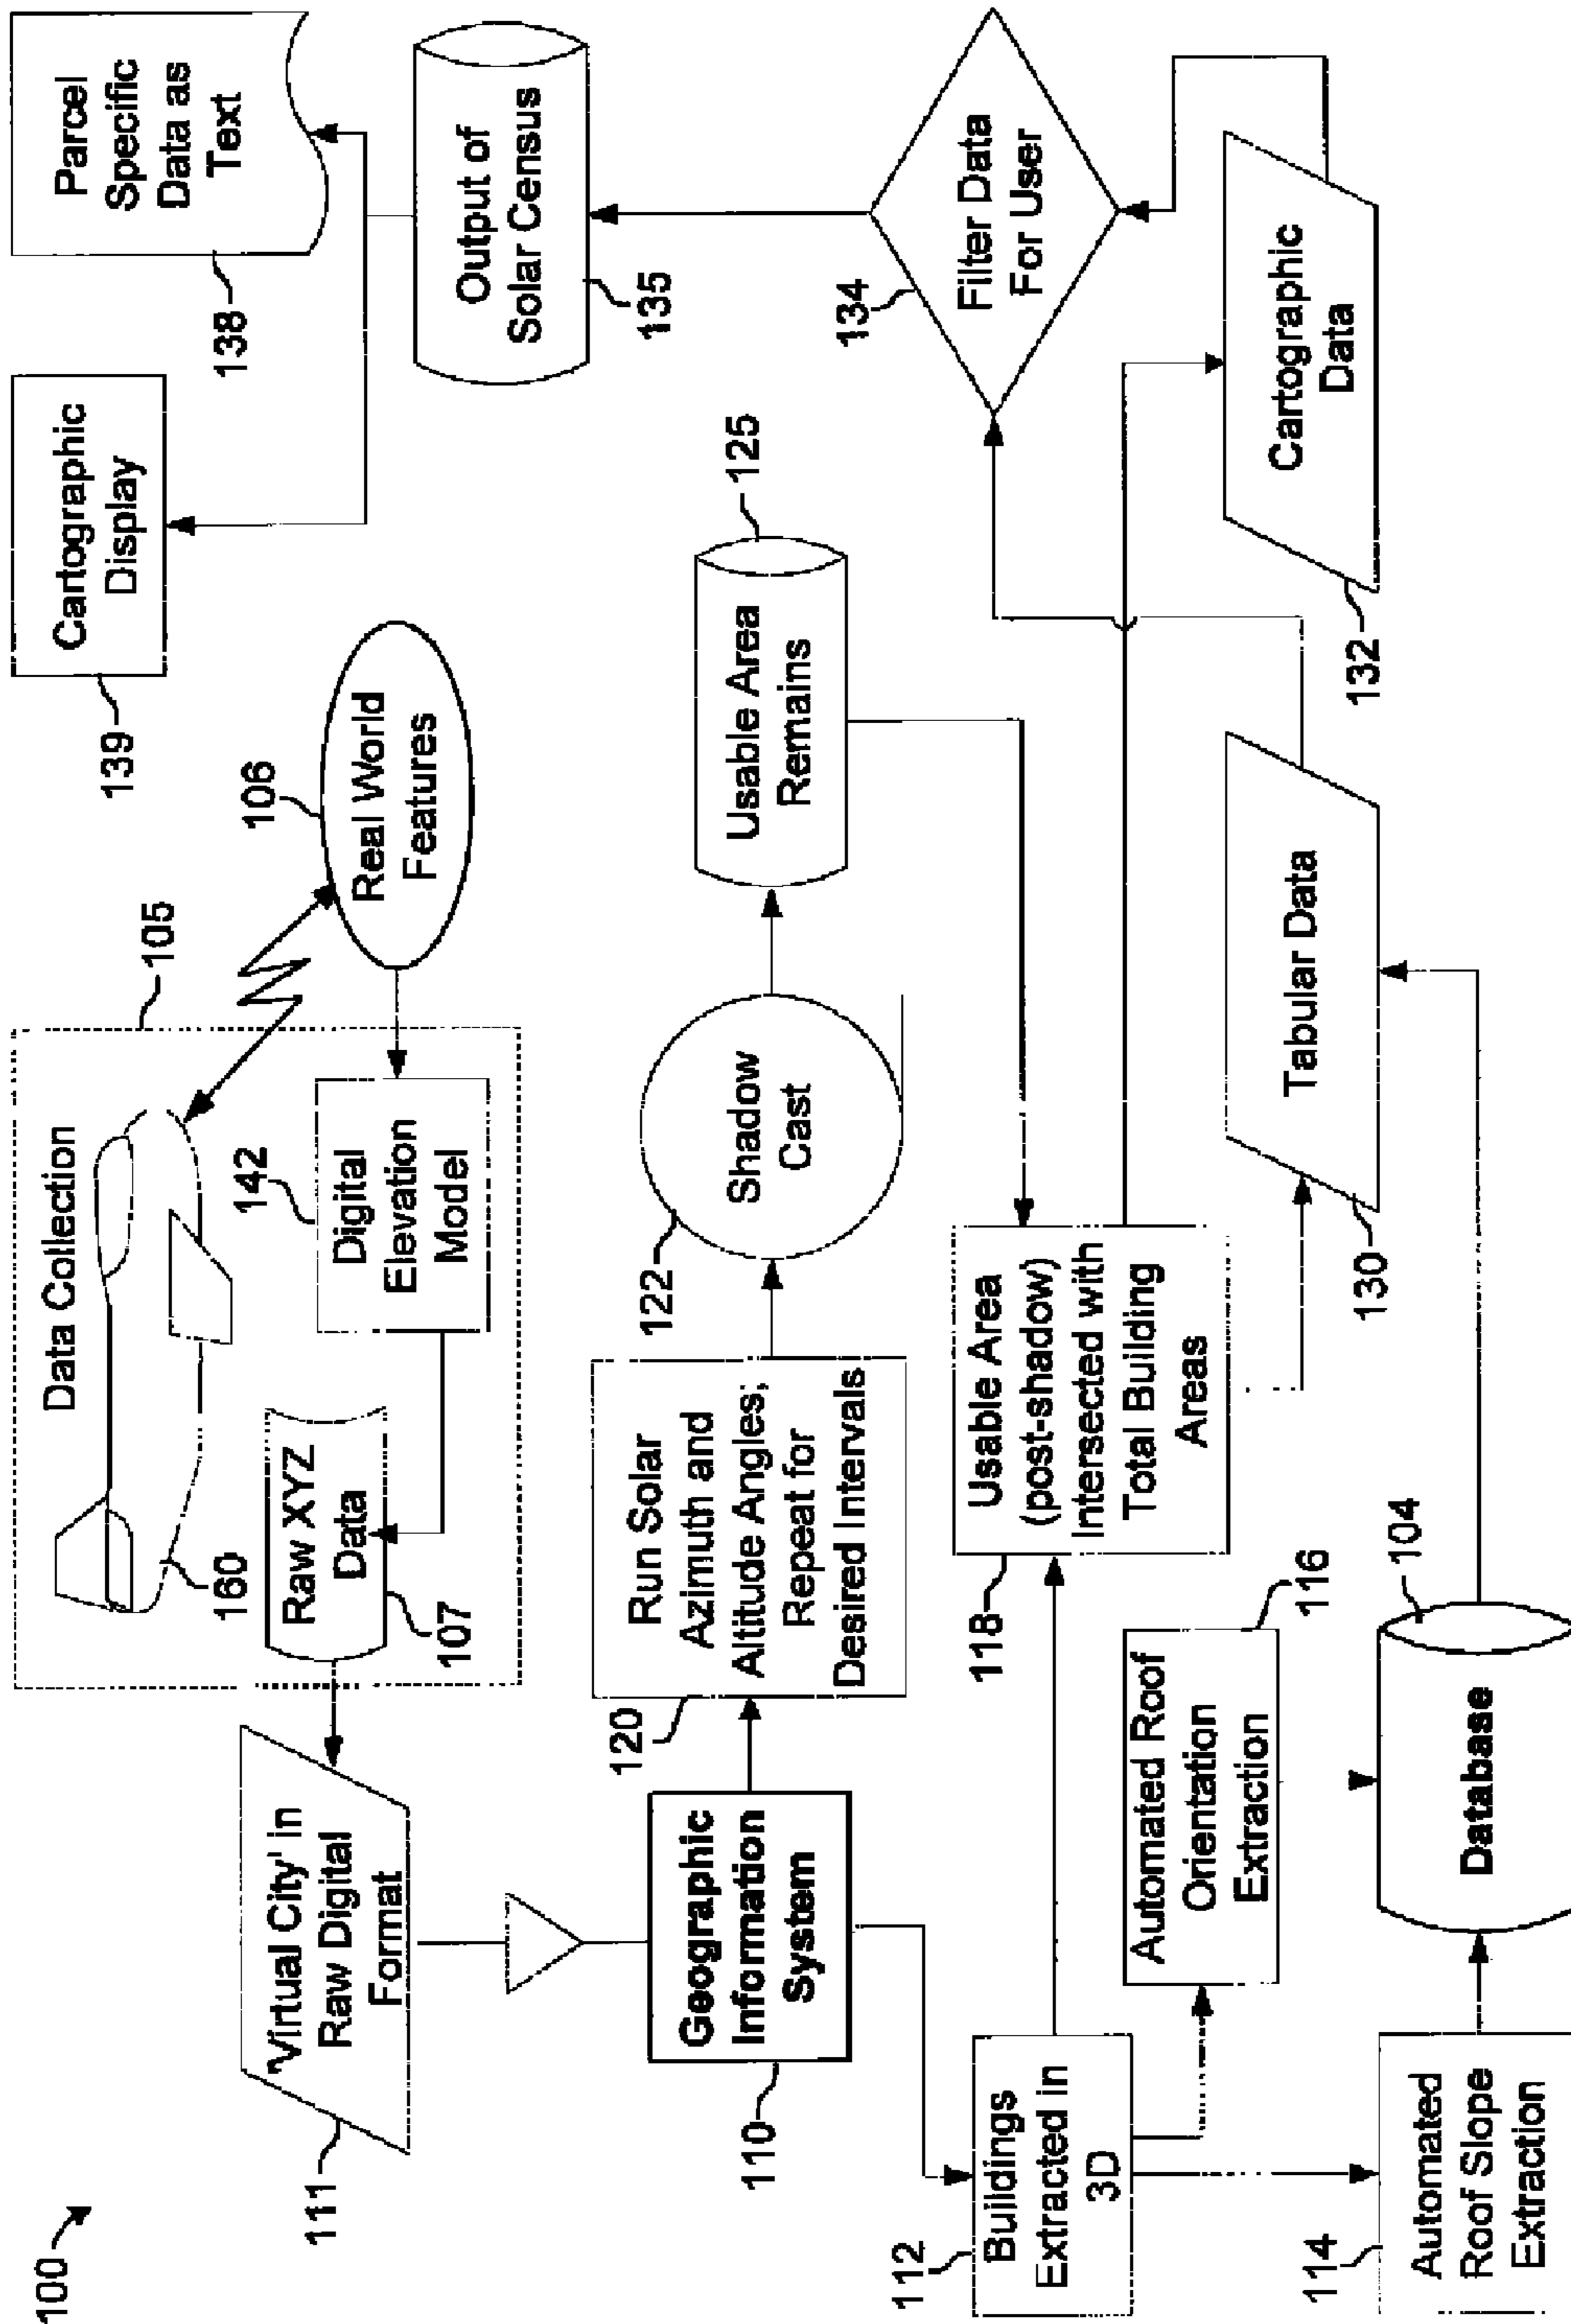 100
111
'Virtual City' in
Raw Digital
Format
Data Collection
105
160
Raw XYZ
Data
107
142
Digital
Elevation
Model
106
Real World
Features
139
Cartographic
Display
138
Parcel
Specific
Data as
Text
110
Geographic
Information
System
120
Run Solar
Azimuth and
Altitude Angles;
Repeat for
Desired Intervals
122
Shadow
Cast
Usable Area
Remains
125
Output of
Solar Census
135
112
Buildings
Extracted in
3D
118
Usable Area
(post-shadow)
Intersected with
Total Building
Areas
134
Filter Data
For User
Automated Roof
Orientation
Extraction
116
114
Automated
Roof Slope
Extraction
Database
104
130
Tabular Data
132
Cartographic
Data